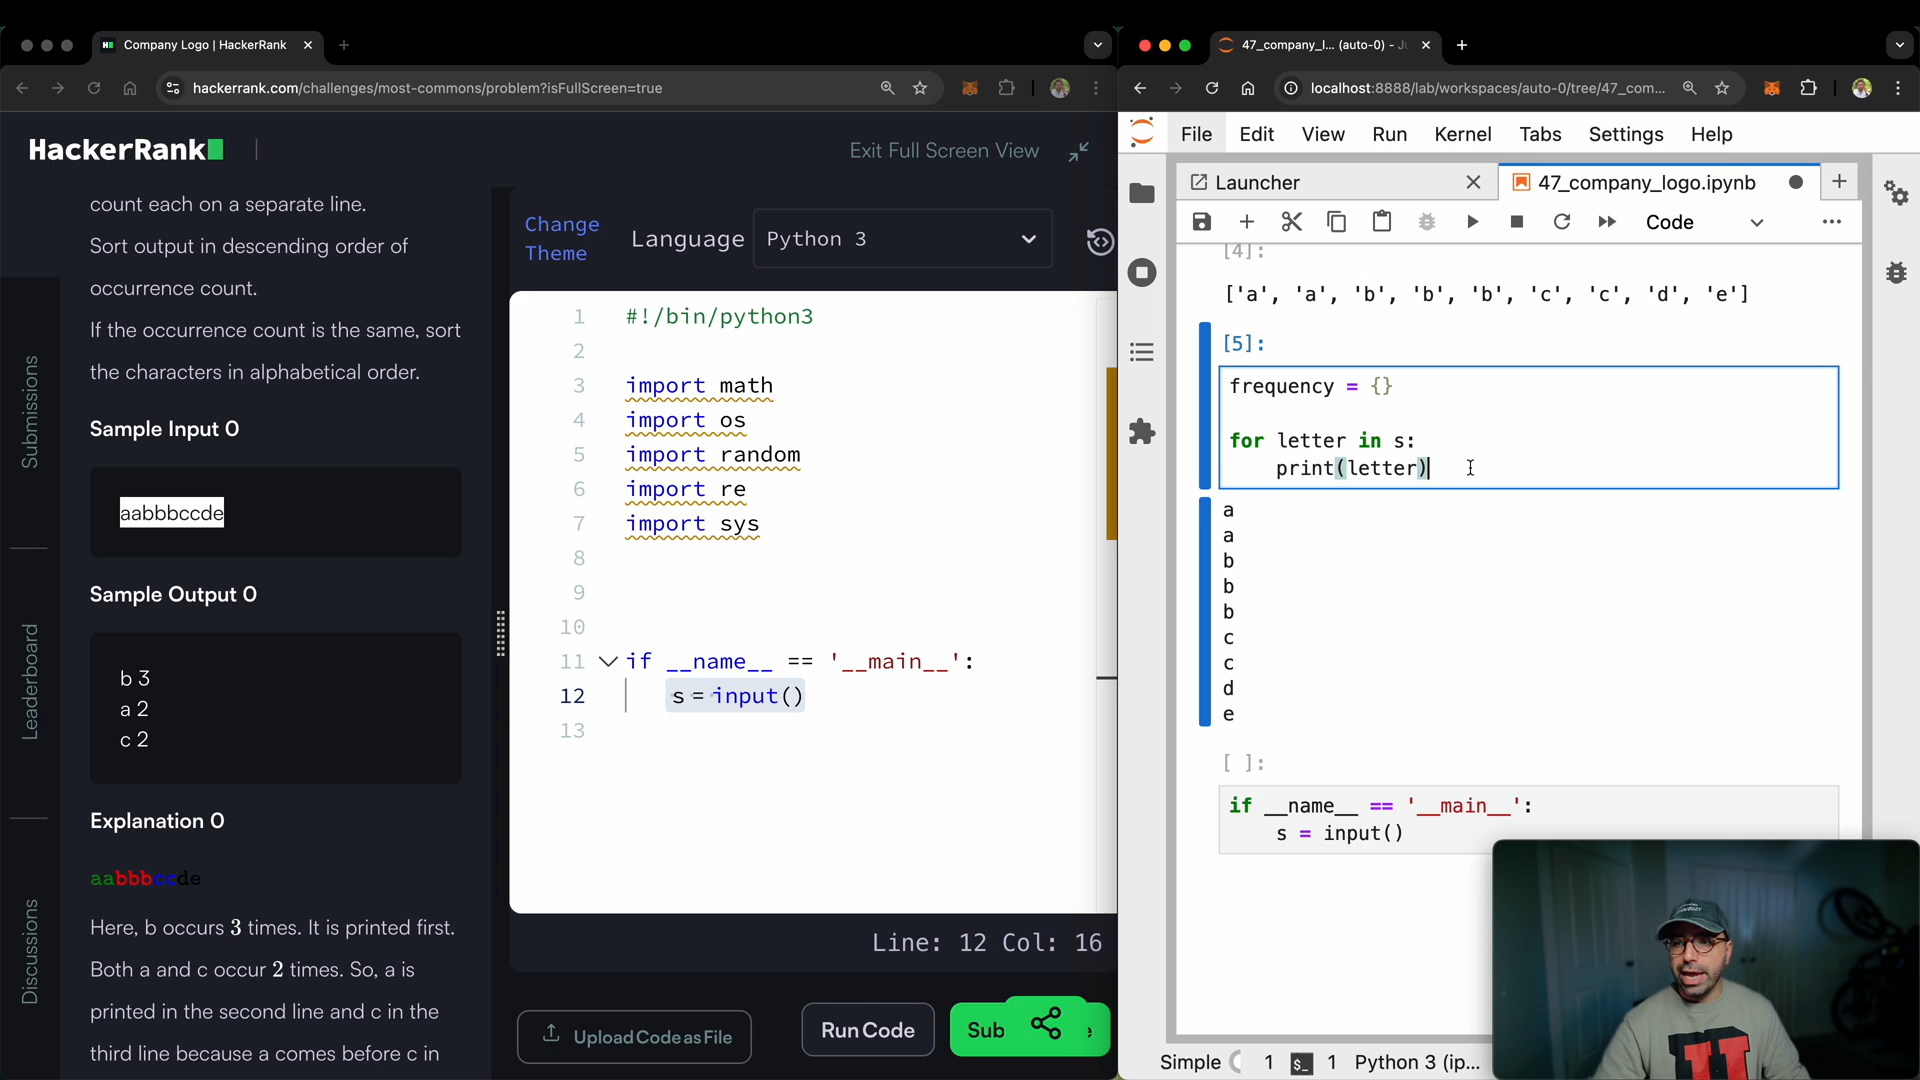 Company Logo | HackerRank
hackerrank.com/challenges/most-commons/problem?isFullScreen=true
HackerRank
Exit Full Screen View
Submissions
Leaderboard
Discussions
count each on a separate line.
Sort output in descending order of
occurrence count.
If the occurrence count is the same, sort
the characters in alphabetical order.
Sample Input 0
aabbbccde
Sample Output 0
b 3
a 2
c 2
Explanation 0
aabbbccde
Here, b occurs 3 times. It is printed first.
Both a and c occur 2 times. So, a is
printed in the second line and c in the
third line because a comes before c in
Change
Theme
Language
Python 3
1 #!/bin/python3
2
3 import math
4 import os
5 import random
6 import re
7 import sys
8
9
10
11 if __name__ == '__main__':
12 s = input()
13
Line: 12 Col: 16
Upload Code as File
Run Code
Sub
47_company_l... (auto-0) - Ju
localhost:8888/lab/workspaces/auto-0/tree/47_com...
File Edit View Run Kernel Tabs Settings Help
Launcher
47_company_logo.ipynb
Code
[4]:
['a', 'a', 'b', 'b', 'b', 'c', 'c', 'd', 'e']
[5]:
frequency = {}
for letter in s:
print(letter)
a
a
b
b
b
c
c
d
e
[ ]:
if __name__ == '__main__':
s = input()
Simple 1 $_ 1 Python 3 (ip...